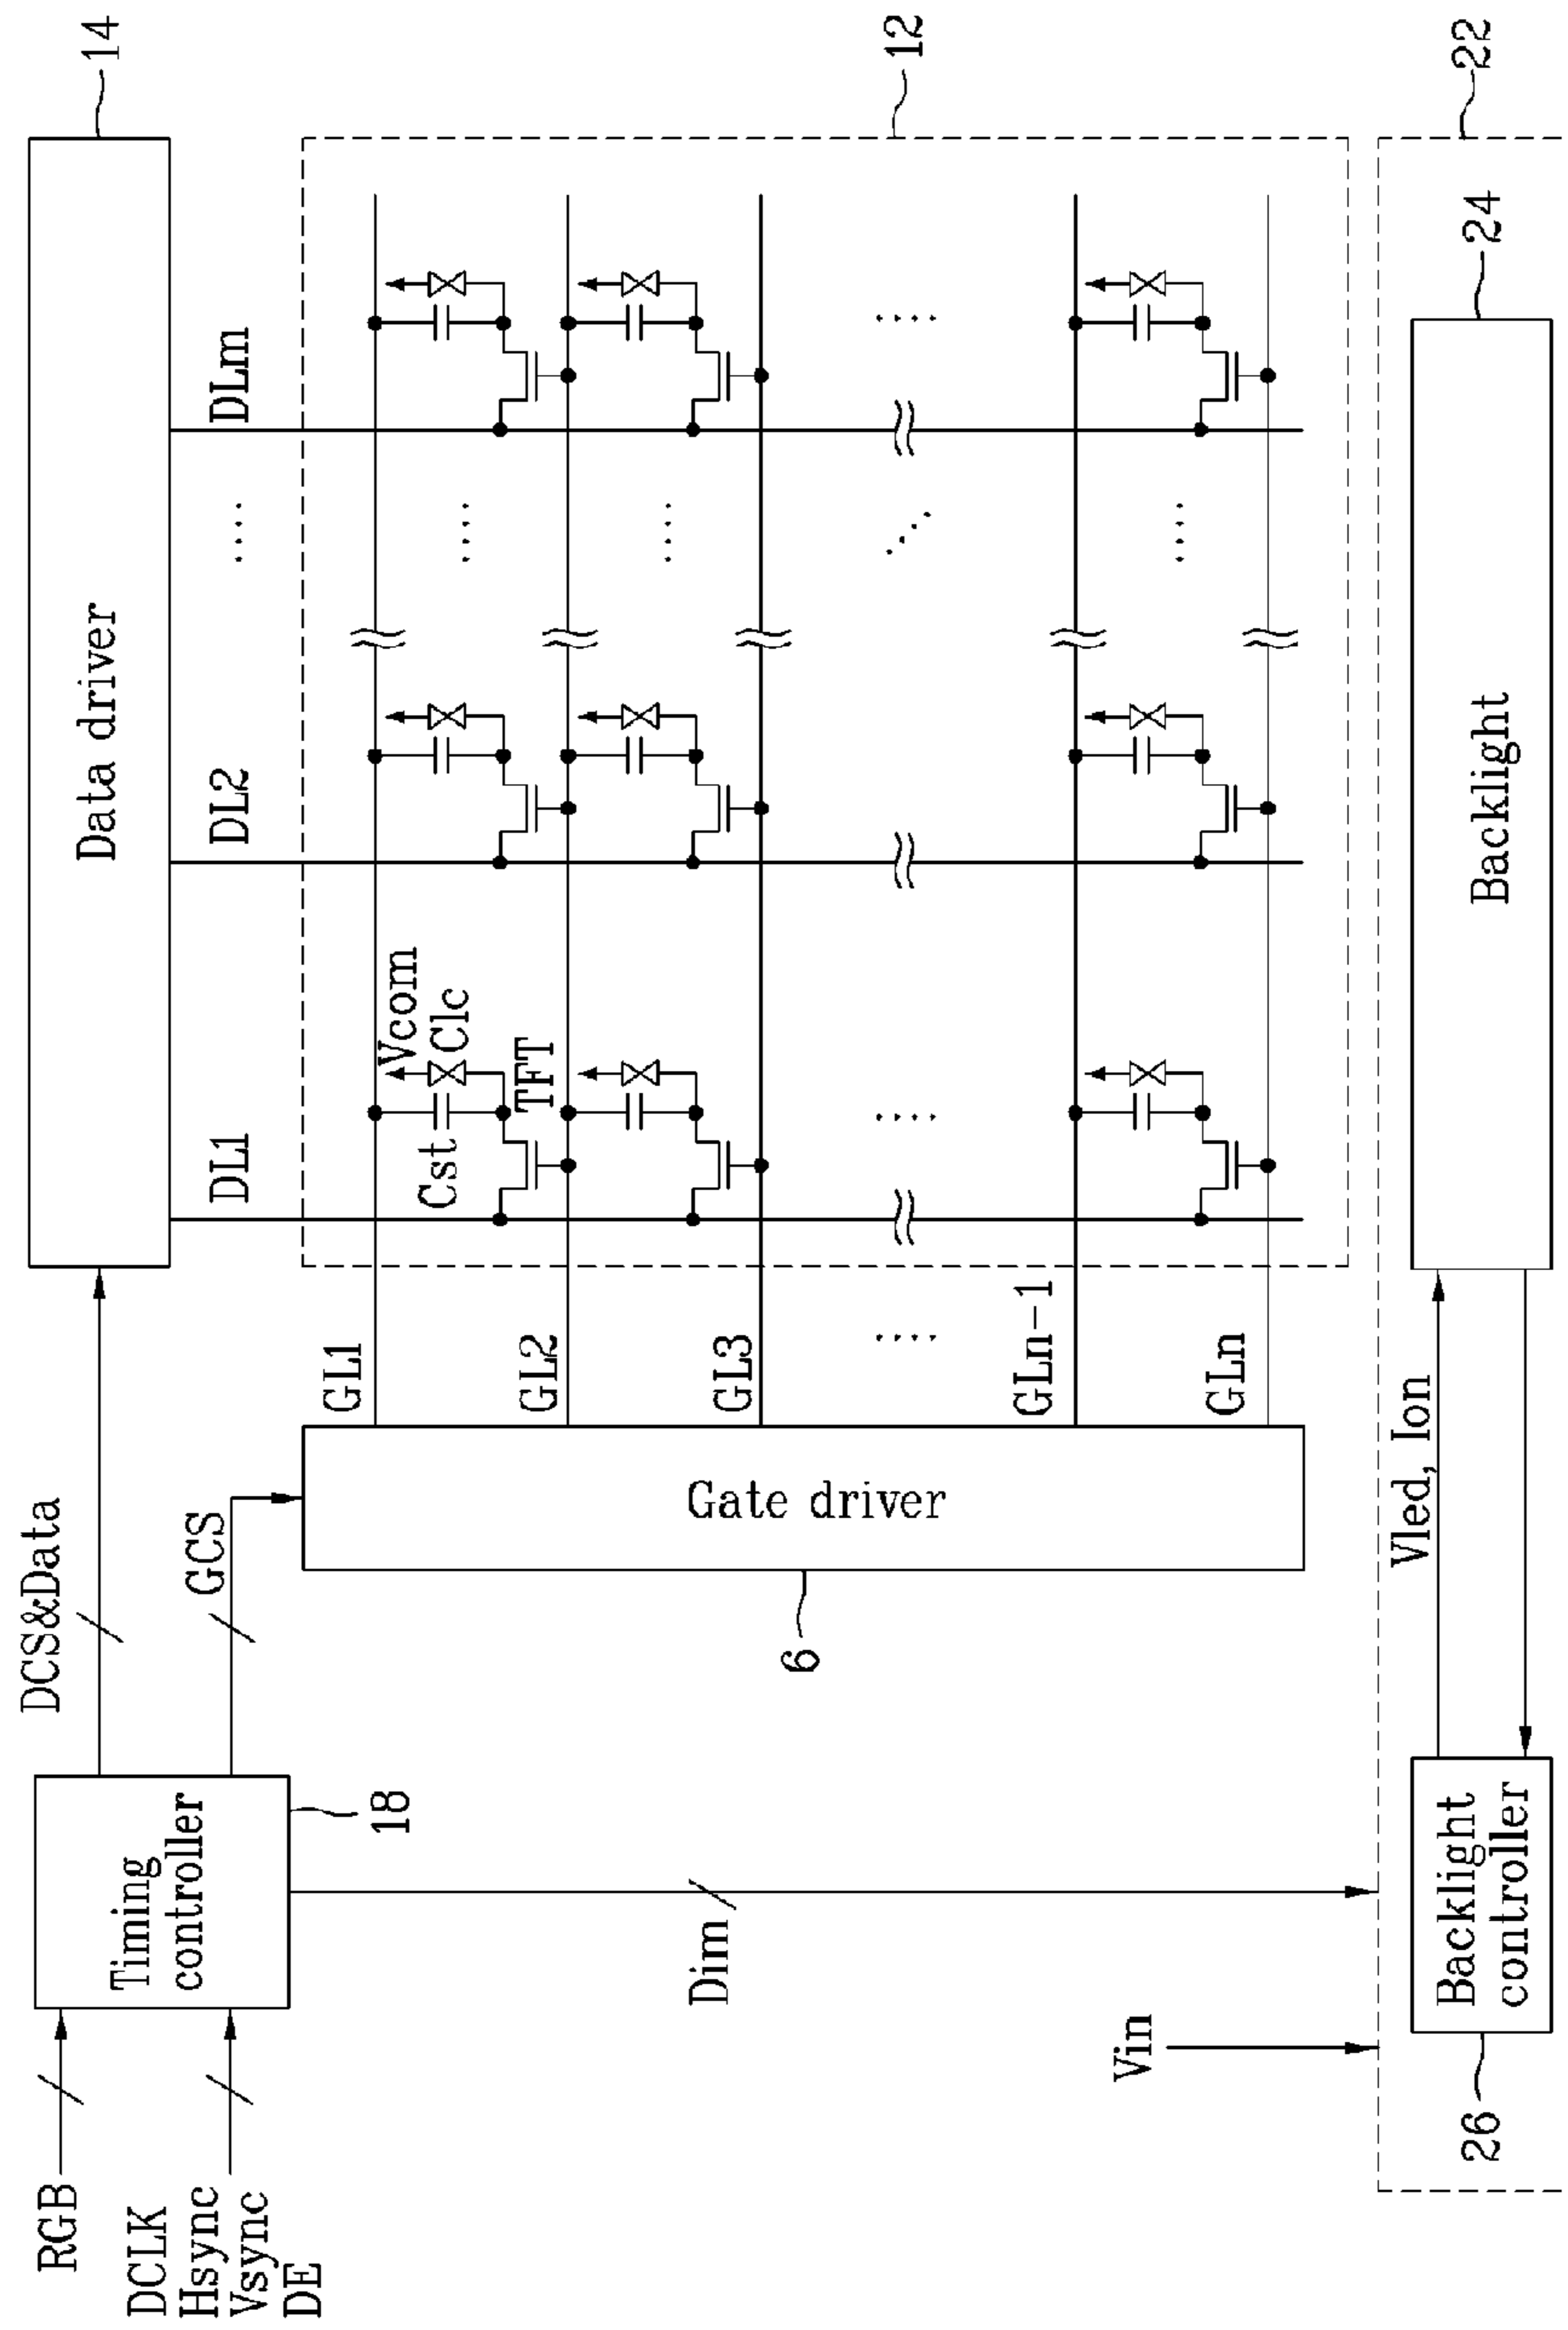 RGB
DCLK
Hsync
Vsync
DE
Timing
controller
18
DCS&Data
GCS
Data driver
14
DL1
DL2
....
DLm
Gate driver
6
GL1
GL2
GL3
....
GLn-1
GLn
Vcom
Clc
Cst
TFT
12
Dim
Vin
22
Backlight
controller
26
Vled, Ion
Backlight
24